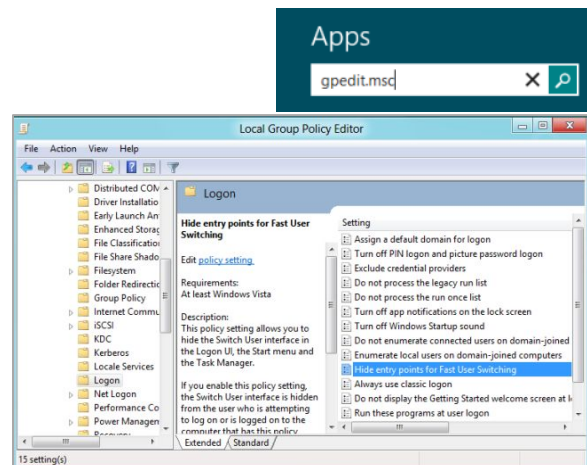 Apps
gpedit.msc
Local Group Policy Editor
File Action View Help
Distributed COM
Driver Installatio
Early Launch An
Enhanced Storag
File Classification
File Share Shado
Filesystem
Folder Redirectic
Group Policy
Internet Commu
iSCSI
KDC
Kerberos
Locale Services
Logon
Net Logon
Performance Co
Power Managem
Logon
Hide entry points for Fast User
Switching
Edit policy setting
Requirements:
At least Windows Vista
Description:
This policy setting allows you to
hide the Switch User interface in
the Logon UI, the Start menu and
the Task Manager.
If you enable this policy setting,
the Switch User interface is hidden
from the user who is attempting
to log on or is logged on to the
computer that has this policy
Setting
Assign a default domain for logon
Turn off PIN logon and picture password logon
Exclude credential providers
Do not process the legacy run list
Do not process the run once list
Turn off app notifications on the lock screen
Turn off Windows Startup sound
Do not enumerate connected users on domain-joined
Enumerate local users on domain-joined computers
Hide entry points for Fast User Switching
Always use classic logon
Do not display the Getting Started welcome screen at l
Run these programs at user logon
Extended Standard
15 setting(s)